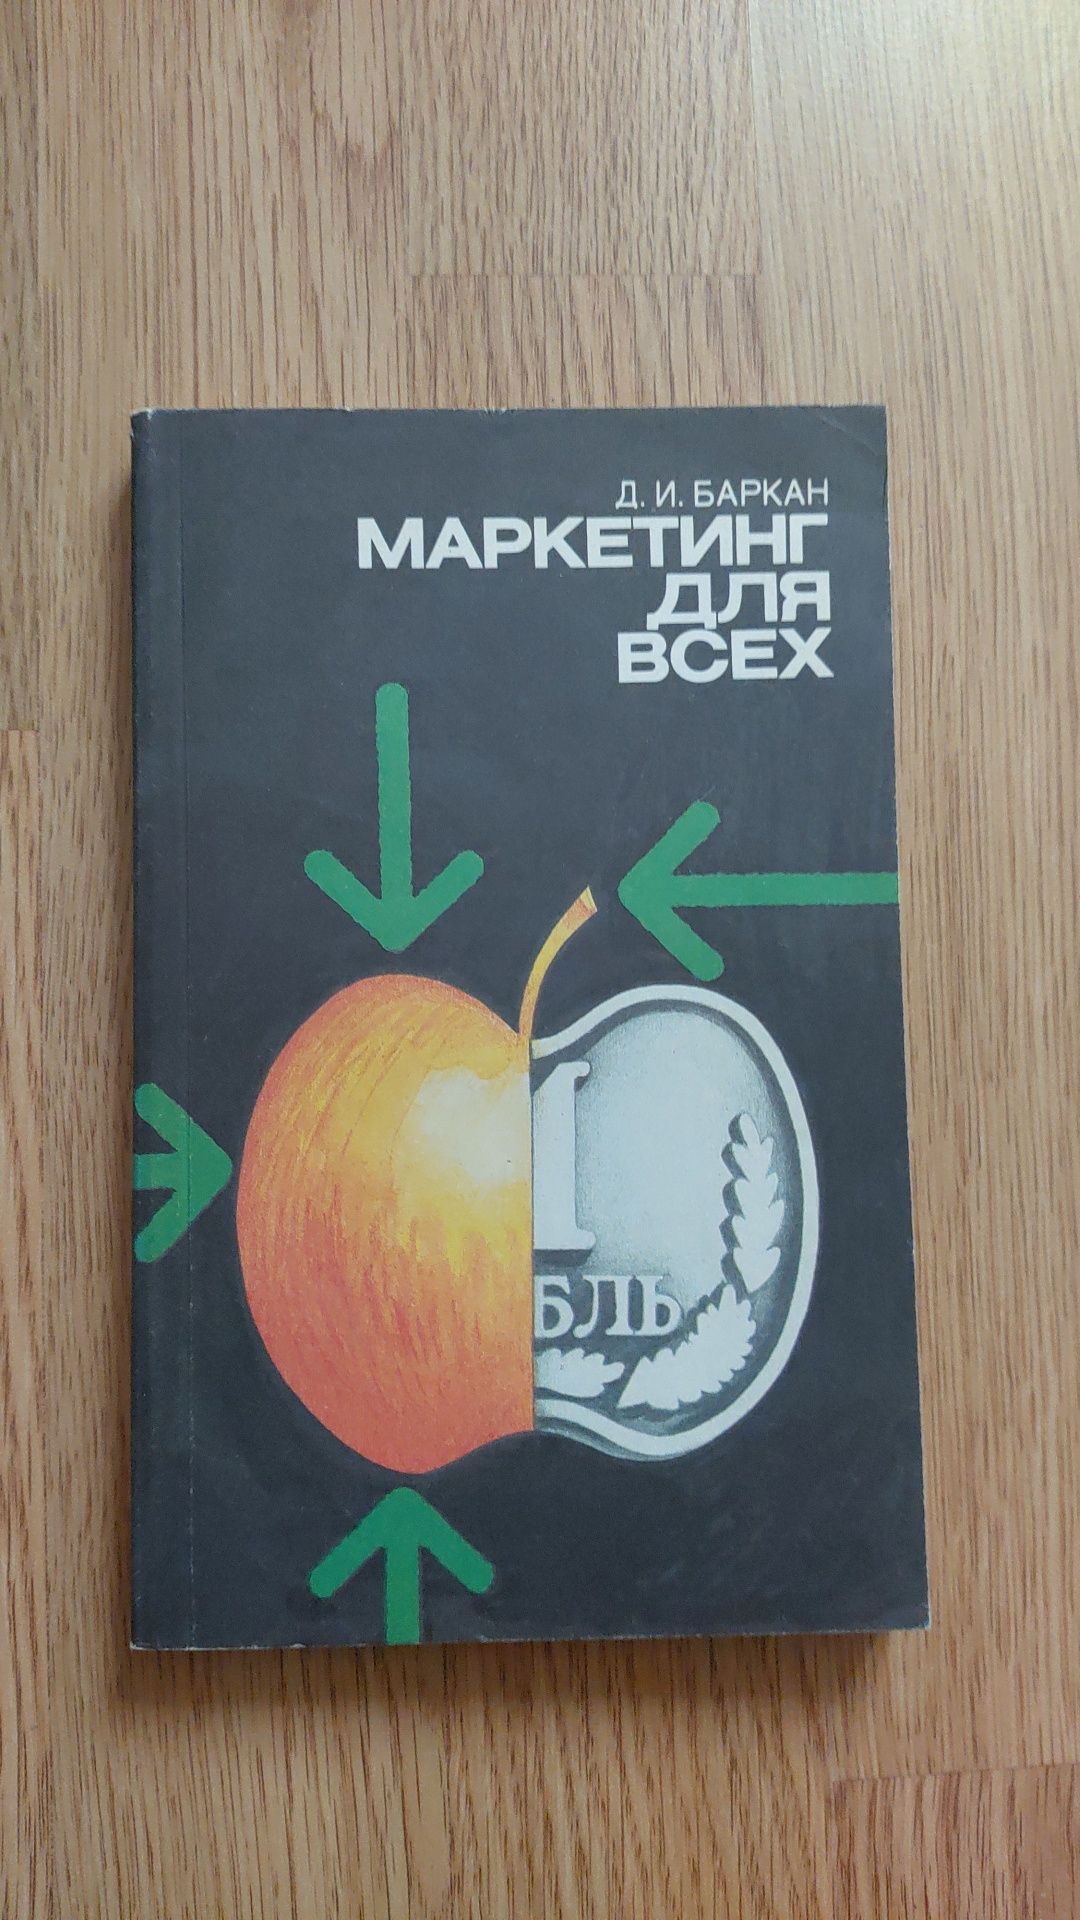 Д. И. БАРКАН
МАРКЕТИНГ
ДЛЯ
ВСЕХ
1
БЛЬ